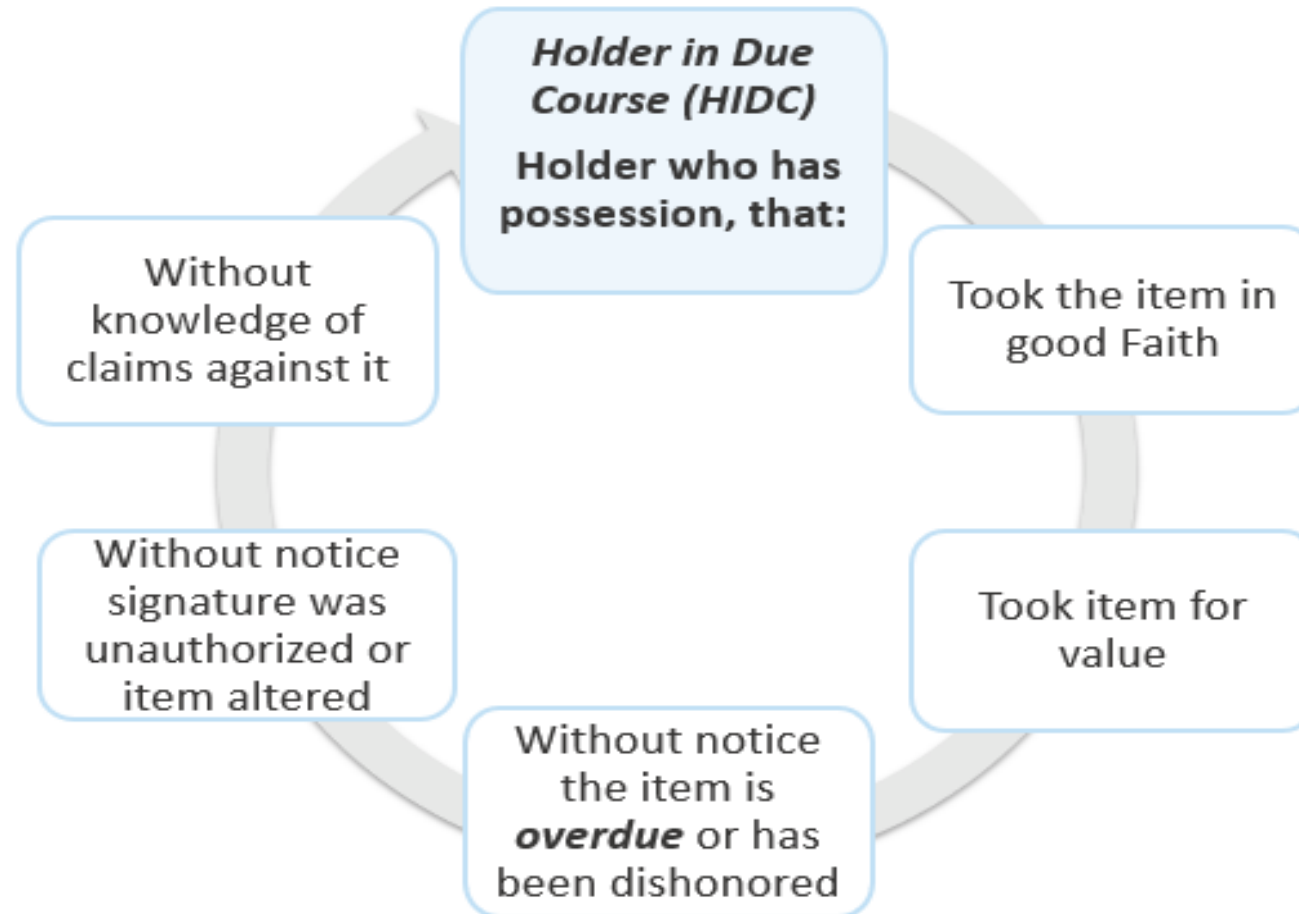 Holder in Due
Course (HIDC)
Holder who has
possession, that:
Took the item in
good Faith
Took item for
value
Without notice
the item is
overdue or has
been dishonored
Without notice
signature was
unauthorized or
item altered
Without
knowledge of
claims against it